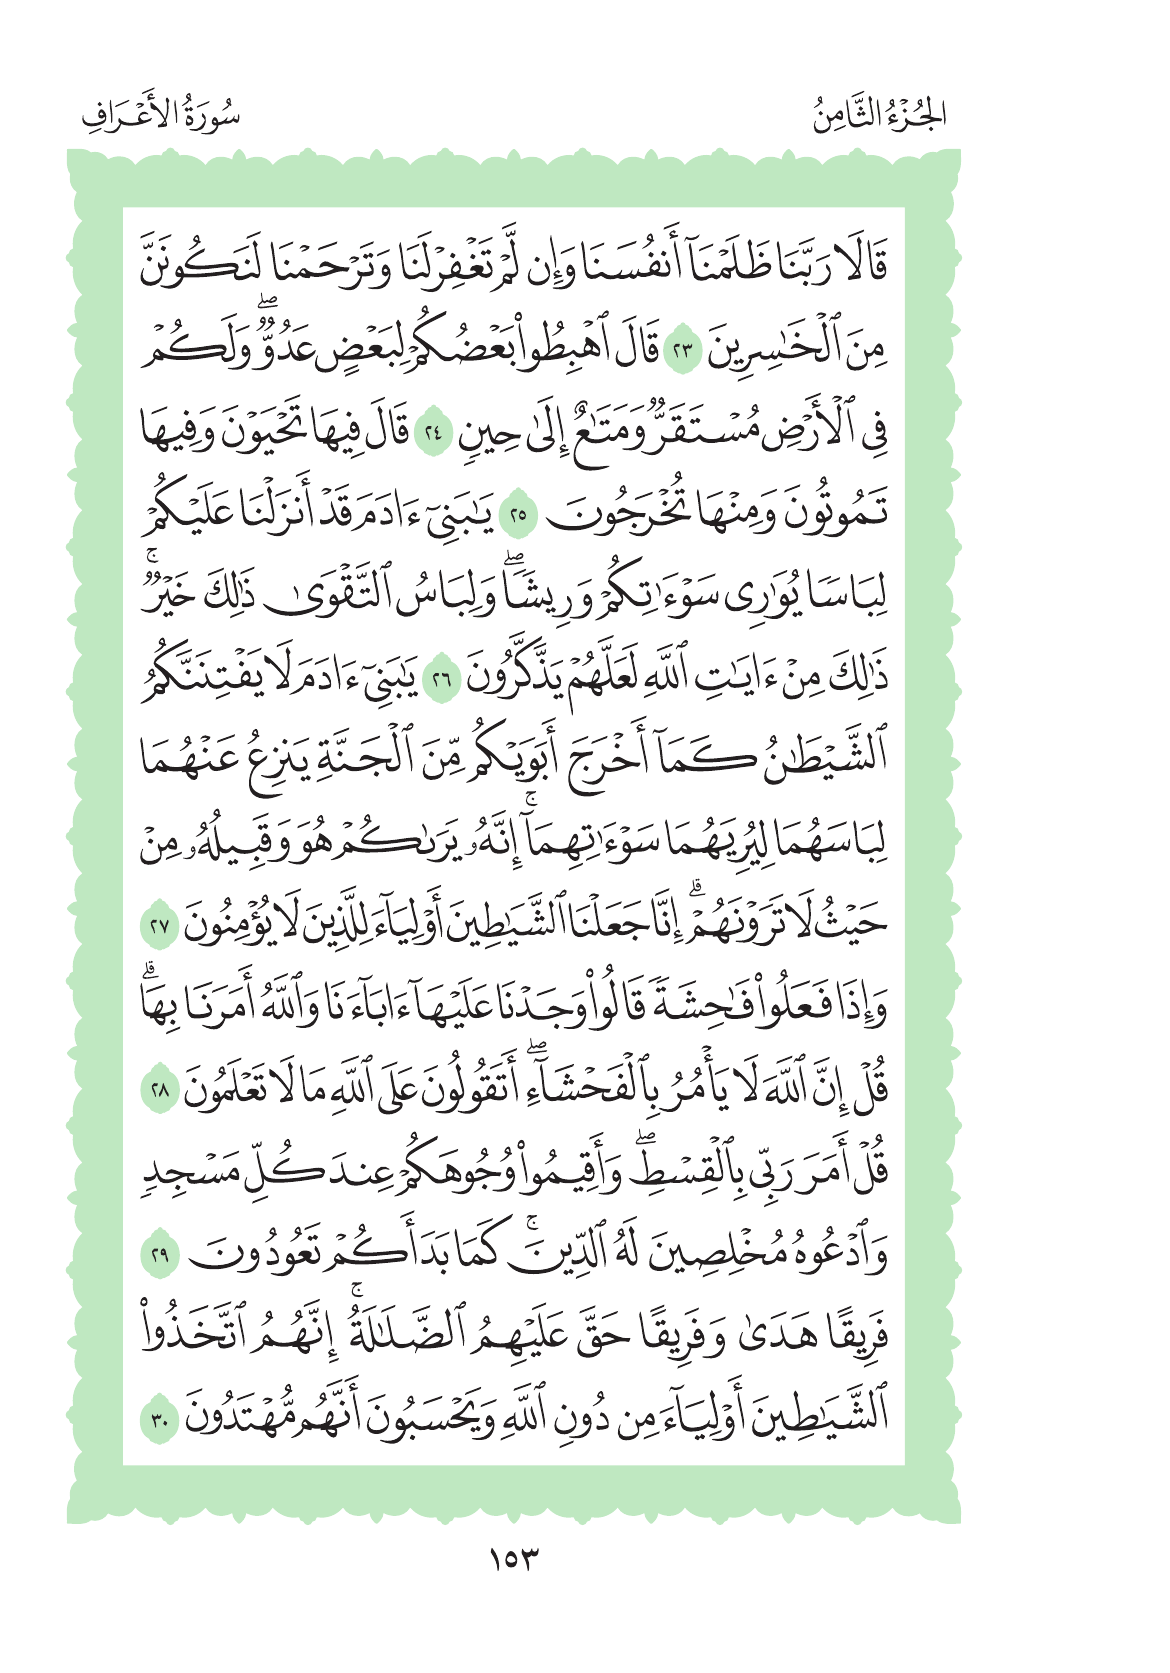 الجُزْءُ الثَّامِنُ
سُورَةُ الأَعْرَافِ
قَالَا رَبَّنَا ظَلَمْنَآ أَنفُسَنَا وَإِن لَّمْ تَغْفِرْ لَنَا وَتَرْحَمْنَا لَنَكُونَنَّ
مِنَ ٱلْخَٰسِرِينَ ٢٣ قَالَ ٱهْبِطُوا۟ بَعْضُكُمْ لِبَعْضٍ عَدُوٌّ ۖ وَلَكُمْ
فِى ٱلْأَرْضِ مُسْتَقَرٌّ وَمَتَٰعٌ إِلَىٰ حِينٍ ٢٤ قَالَ فِيهَا تَحْيَوْنَ وَفِيهَا
تَمُوتُونَ وَمِنْهَا تُخْرَجُونَ ٢٥ يَٰبَنِىٓ ءَادَمَ قَدْ أَنزَلْنَا عَلَيْكُمْ
لِبَاسًا يُوَٰرِى سَوْءَٰتِكُمْ وَرِيشًا ۖ وَلِبَاسُ ٱلتَّقْوَىٰ ذَٰلِكَ خَيْرٌ ۚ
ذَٰلِكَ مِنْ ءَايَٰتِ ٱللَّهِ لَعَلَّهُمْ يَذَّكَّرُونَ ٢٦ يَٰبَنِىٓ ءَادَمَ لَا يَفْتِنَنَّكُمُ
ٱلشَّيْطَٰنُ كَمَآ أَخْرَجَ أَبَوَيْكُم مِّنَ ٱلْجَنَّةِ يَنزِعُ عَنْهُمَا
لِبَاسَهُمَا لِيُرِيَهُمَا سَوْءَٰتِهِمَآ ۚ إِنَّهُۥ يَرَىٰكُمْ هُوَ وَقَبِيلُهُۥ مِنْ
حَيْثُ لَا تَرَوْنَهُمْ ۗ إِنَّا جَعَلْنَا ٱلشَّيَٰطِينَ أَوْلِيَآءَ لِلَّذِينَ لَا يُؤْمِنُونَ ٢٧
وَإِذَا فَعَلُوا۟ فَٰحِشَةً قَالُوا۟ وَجَدْنَا عَلَيْهَآ ءَابَآءَنَا وَٱللَّهُ أَمَرَنَا بِهَا ۗ
قُلْ إِنَّ ٱللَّهَ لَا يَأْمُرُ بِٱلْفَحْشَآءِ ۖ أَتَقُولُونَ عَلَى ٱللَّهِ مَا لَا تَعْلَمُونَ ٢٨
قُلْ أَمَرَ رَبِّى بِٱلْقِسْطِ ۖ وَأَقِيمُوا۟ وُجُوهَكُمْ عِندَ كُلِّ مَسْجِدٍ
وَٱدْعُوهُ مُخْلِصِينَ لَهُ ٱلدِّينَ ۚ كَمَا بَدَأَكُمْ تَعُودُونَ ٢٩
فَرِيقًا هَدَىٰ وَفَرِيقًا حَقَّ عَلَيْهِمُ ٱلضَّلَٰلَةُ ۚ إِنَّهُمُ ٱتَّخَذُوا۟
ٱلشَّيَٰطِينَ أَوْلِيَآءَ مِن دُونِ ٱللَّهِ وَيَحْسَبُونَ أَنَّهُم مُّهْتَدُونَ ٣٠
١٥٣